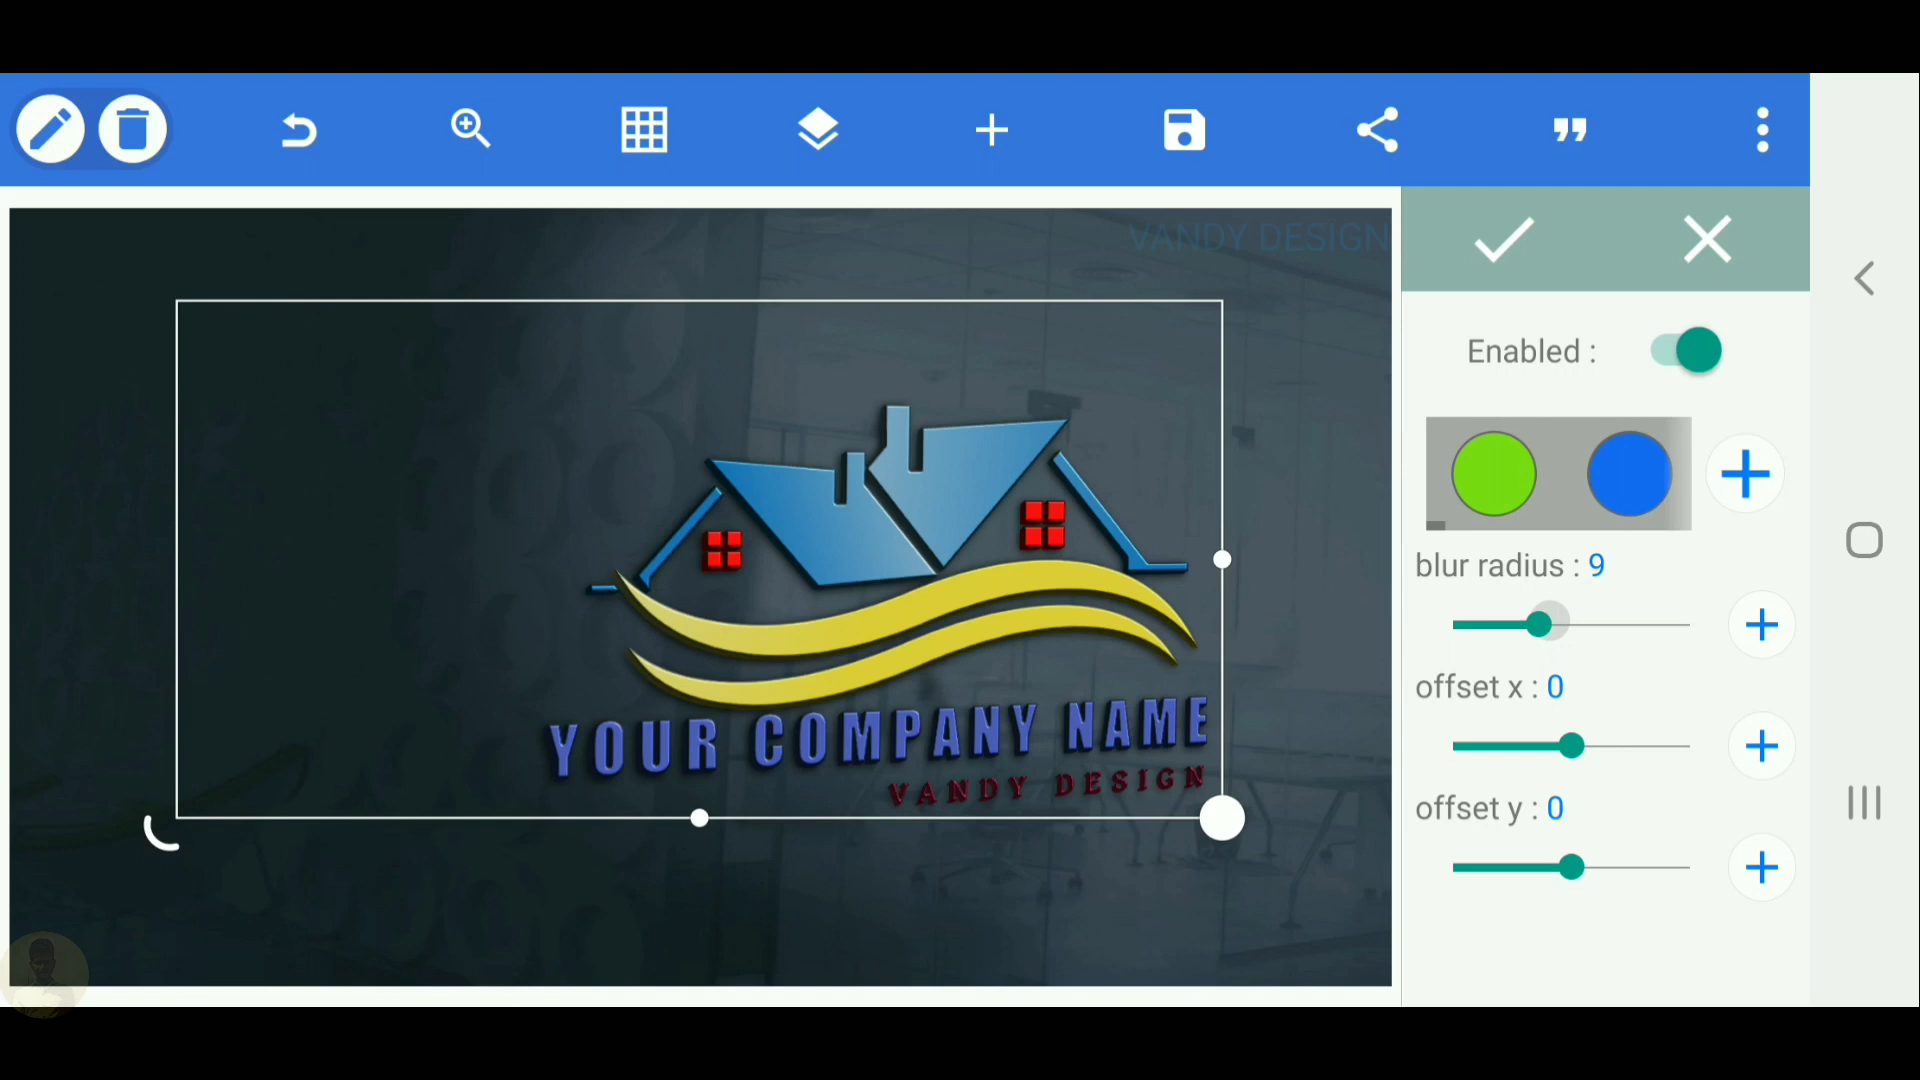 VANDY DESIGN
Enabled :
blur radius : 9
offset x : 0
offset y : 0
YOUR COMPANY NAME
VANDY DESIGN